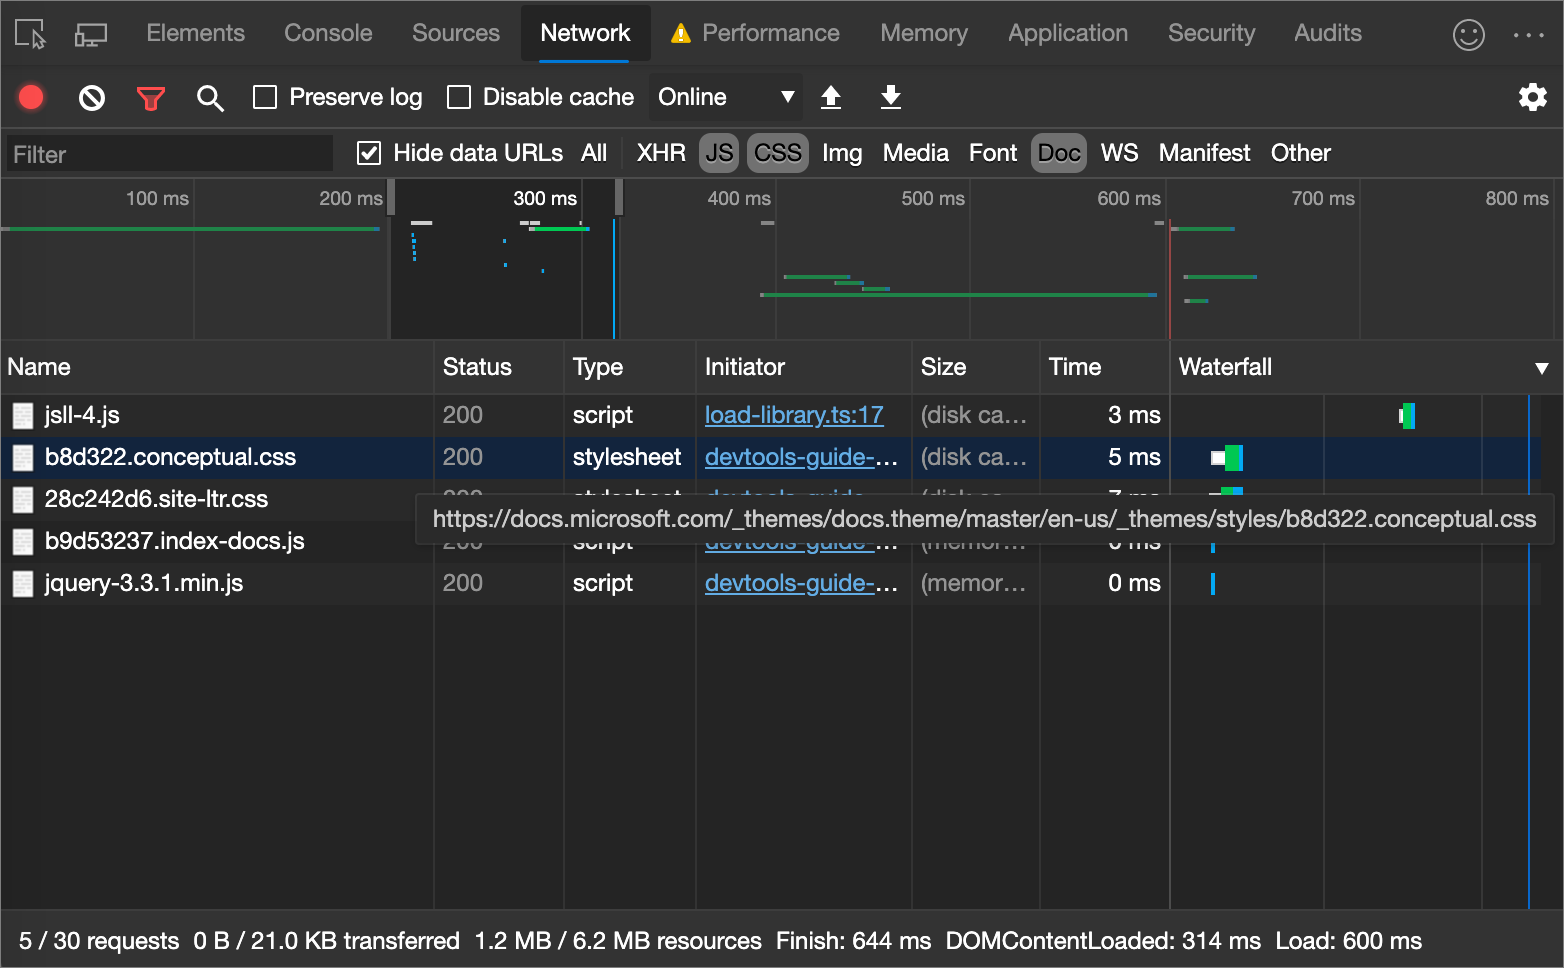 Elements Console Sources Network Performance Memory Application Security Audits
Preserve log Disable cache Online
Filter Hide data URLs All XHR JS CSS Img Media Font Doc WS Manifest Other
100 ms 200 ms 300 ms 400 ms 500 ms 600 ms 700 ms 800 ms
Name Status Type Initiator Size Time Waterfall
jsll-4.js 200 script load-library.ts:17 (disk ca... 3 ms
b8d322.conceptual.css 200 stylesheet devtools-guide-... (disk ca... 5 ms
28c242d6.site-ltr.css
https://docs.microsoft.com/_themes/docs.theme/master/en-us/_themes/styles/b8d322.conceptual.css
b9d53237.index-docs.js 200 script devtools-guide-... (memor... 0 ms
jquery-3.3.1.min.js 200 script devtools-guide-... (memor... 0 ms
5 / 30 requests 0 B / 21.0 KB transferred 1.2 MB / 6.2 MB resources Finish: 644 ms DOMContentLoaded: 314 ms Load: 600 ms